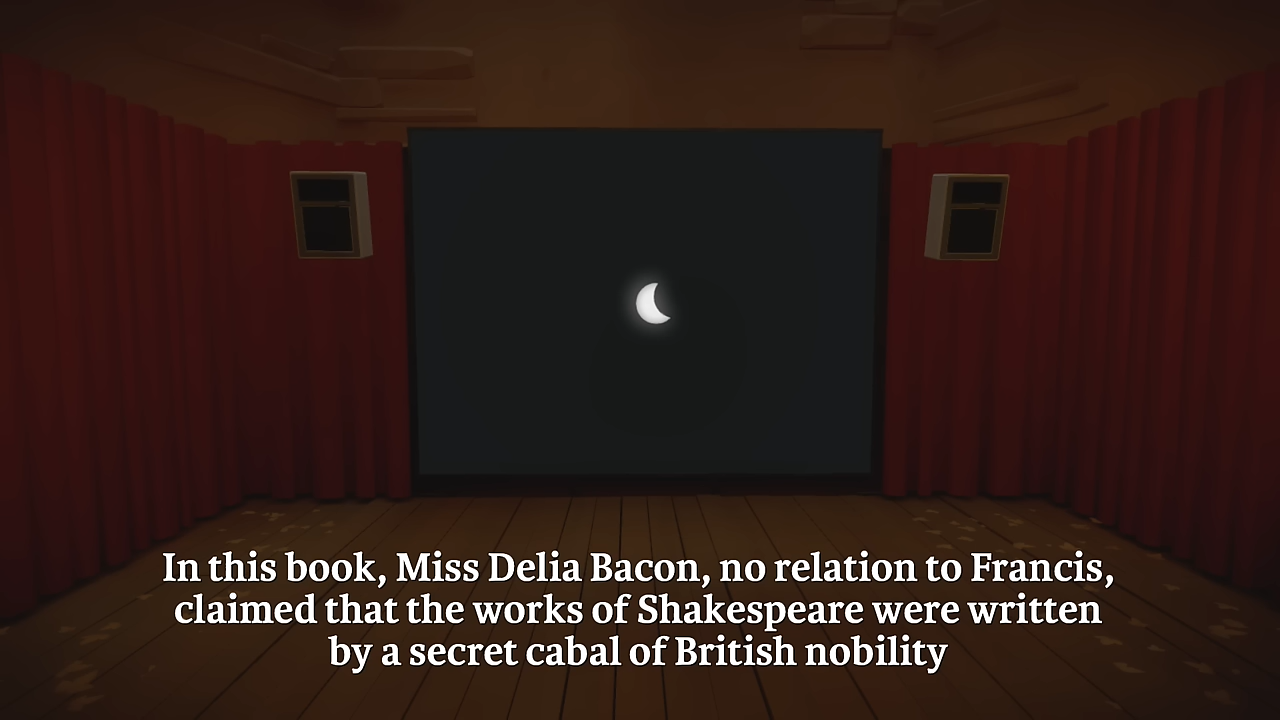 In this book, Miss Delia Bacon, no relation to Francis,
claimed that the works of Shakespeare were written
by a secret cabal of British nobility